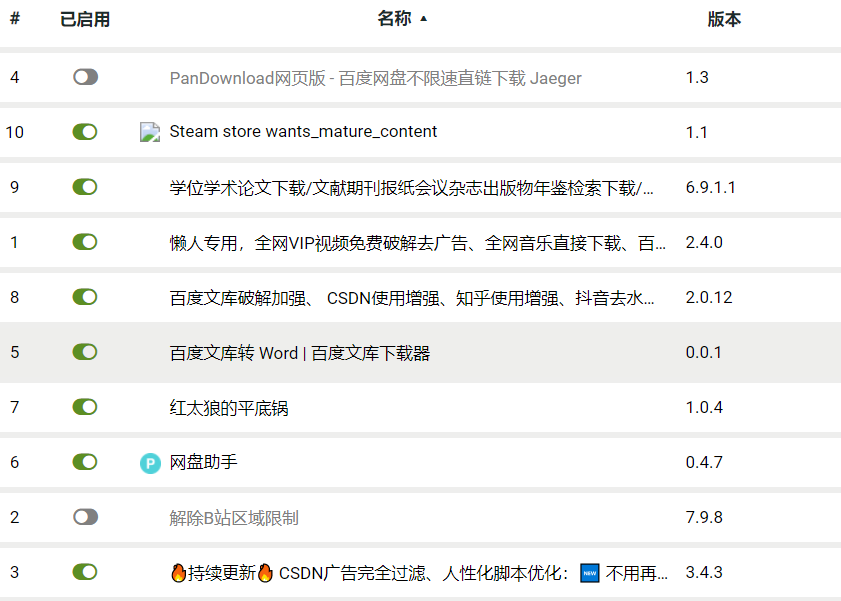 # 已启用 名称 ▲ 版本
4 PanDownload网页版 - 百度网盘不限速直链下载 Jaeger 1.3
10 Steam store wants_mature_content 1.1
9 学位学术论文下载/文献期刊报纸会议杂志出版物年鉴检索下载/... 6.9.1.1
1 懒人专用，全网VIP视频免费破解去广告、全网音乐直接下载、百... 2.4.0
8 百度文库破解加强、 CSDN使用增强、知乎使用增强、抖音去水... 2.0.12
5 百度文库转 Word | 百度文库下载器 0.0.1
7 红太狼的平底锅 1.0.4
6 P 网盘助手 0.4.7
2 解除B站区域限制 7.9.8
3 🔥持续更新🔥 CSDN广告完全过滤、人性化脚本优化：🆕 不用再... 3.4.3